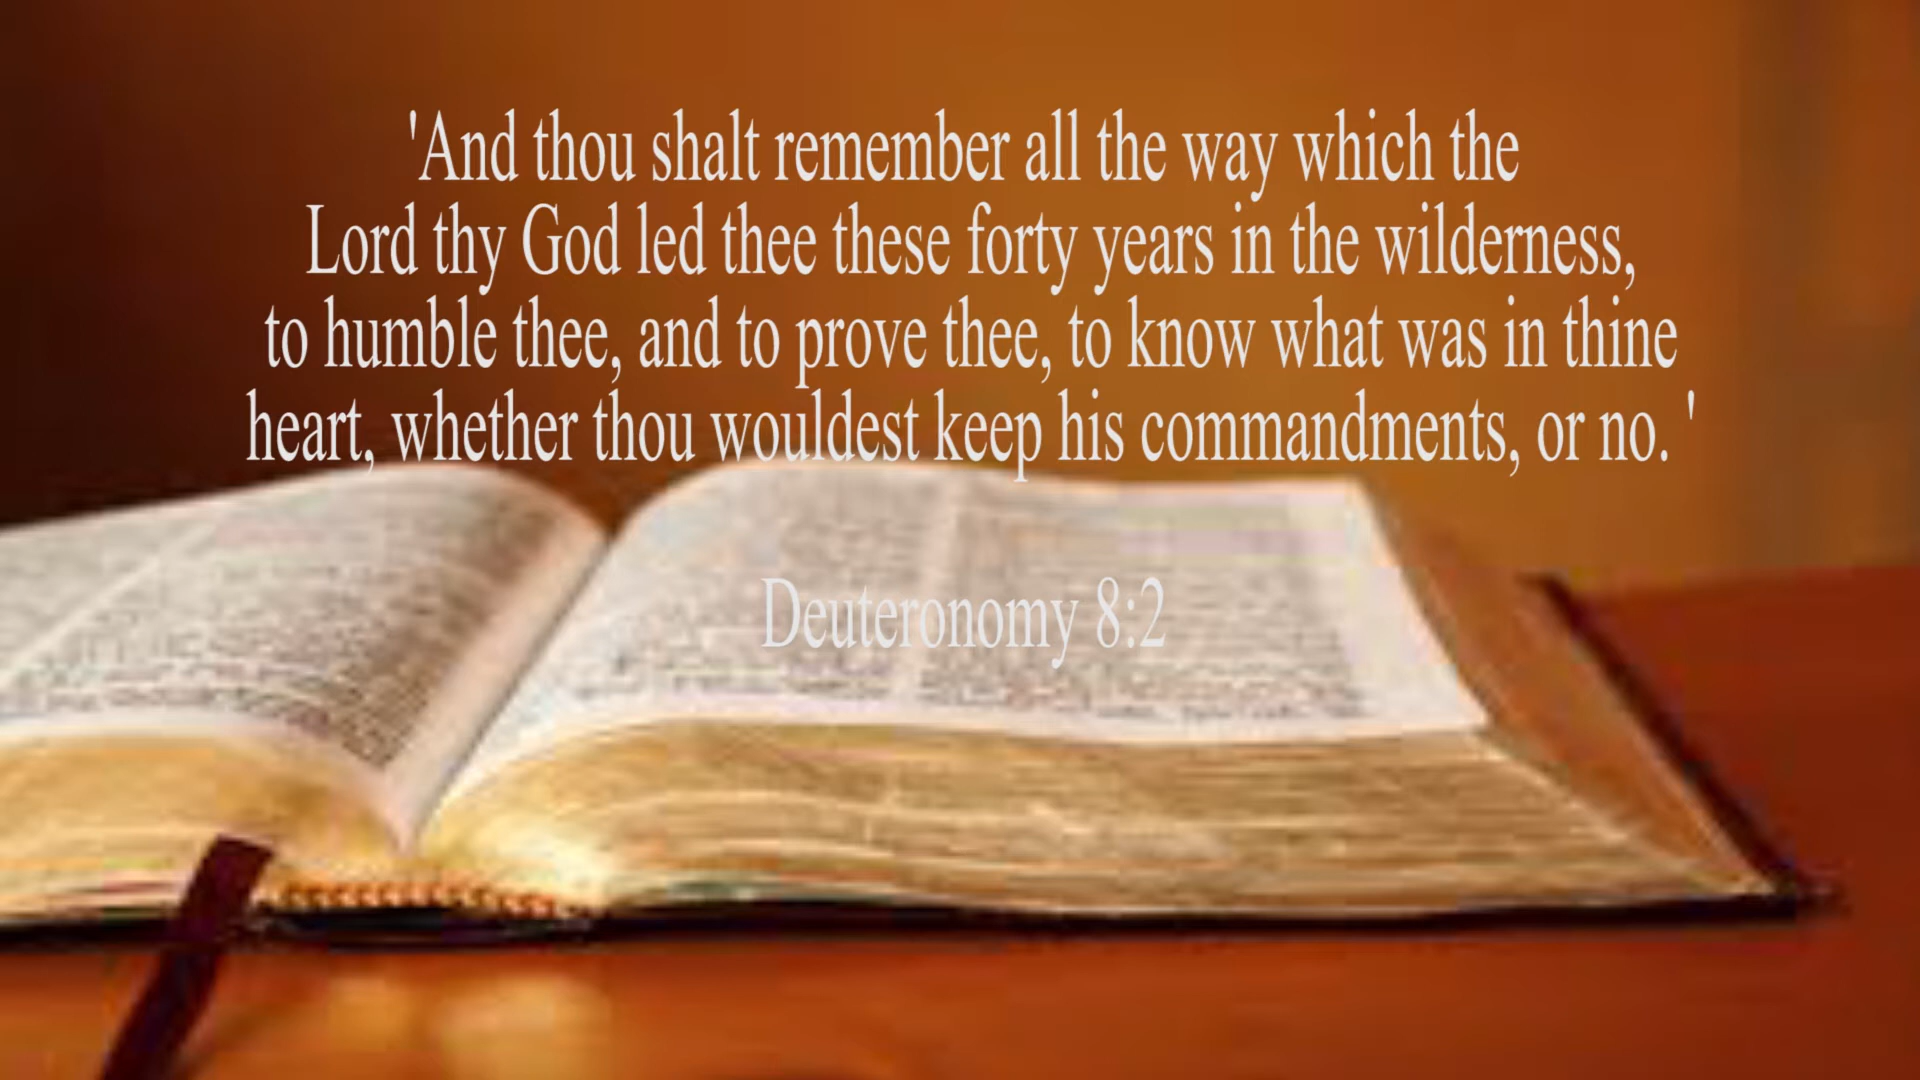 'And thou shalt remember all the way which the
Lord thy God led thee these forty years in the wilderness,
to humble thee, and to prove thee, to know what was in thine
heart, whether thou wouldest keep his commandments, or no. '
Deuteronomy 8:2